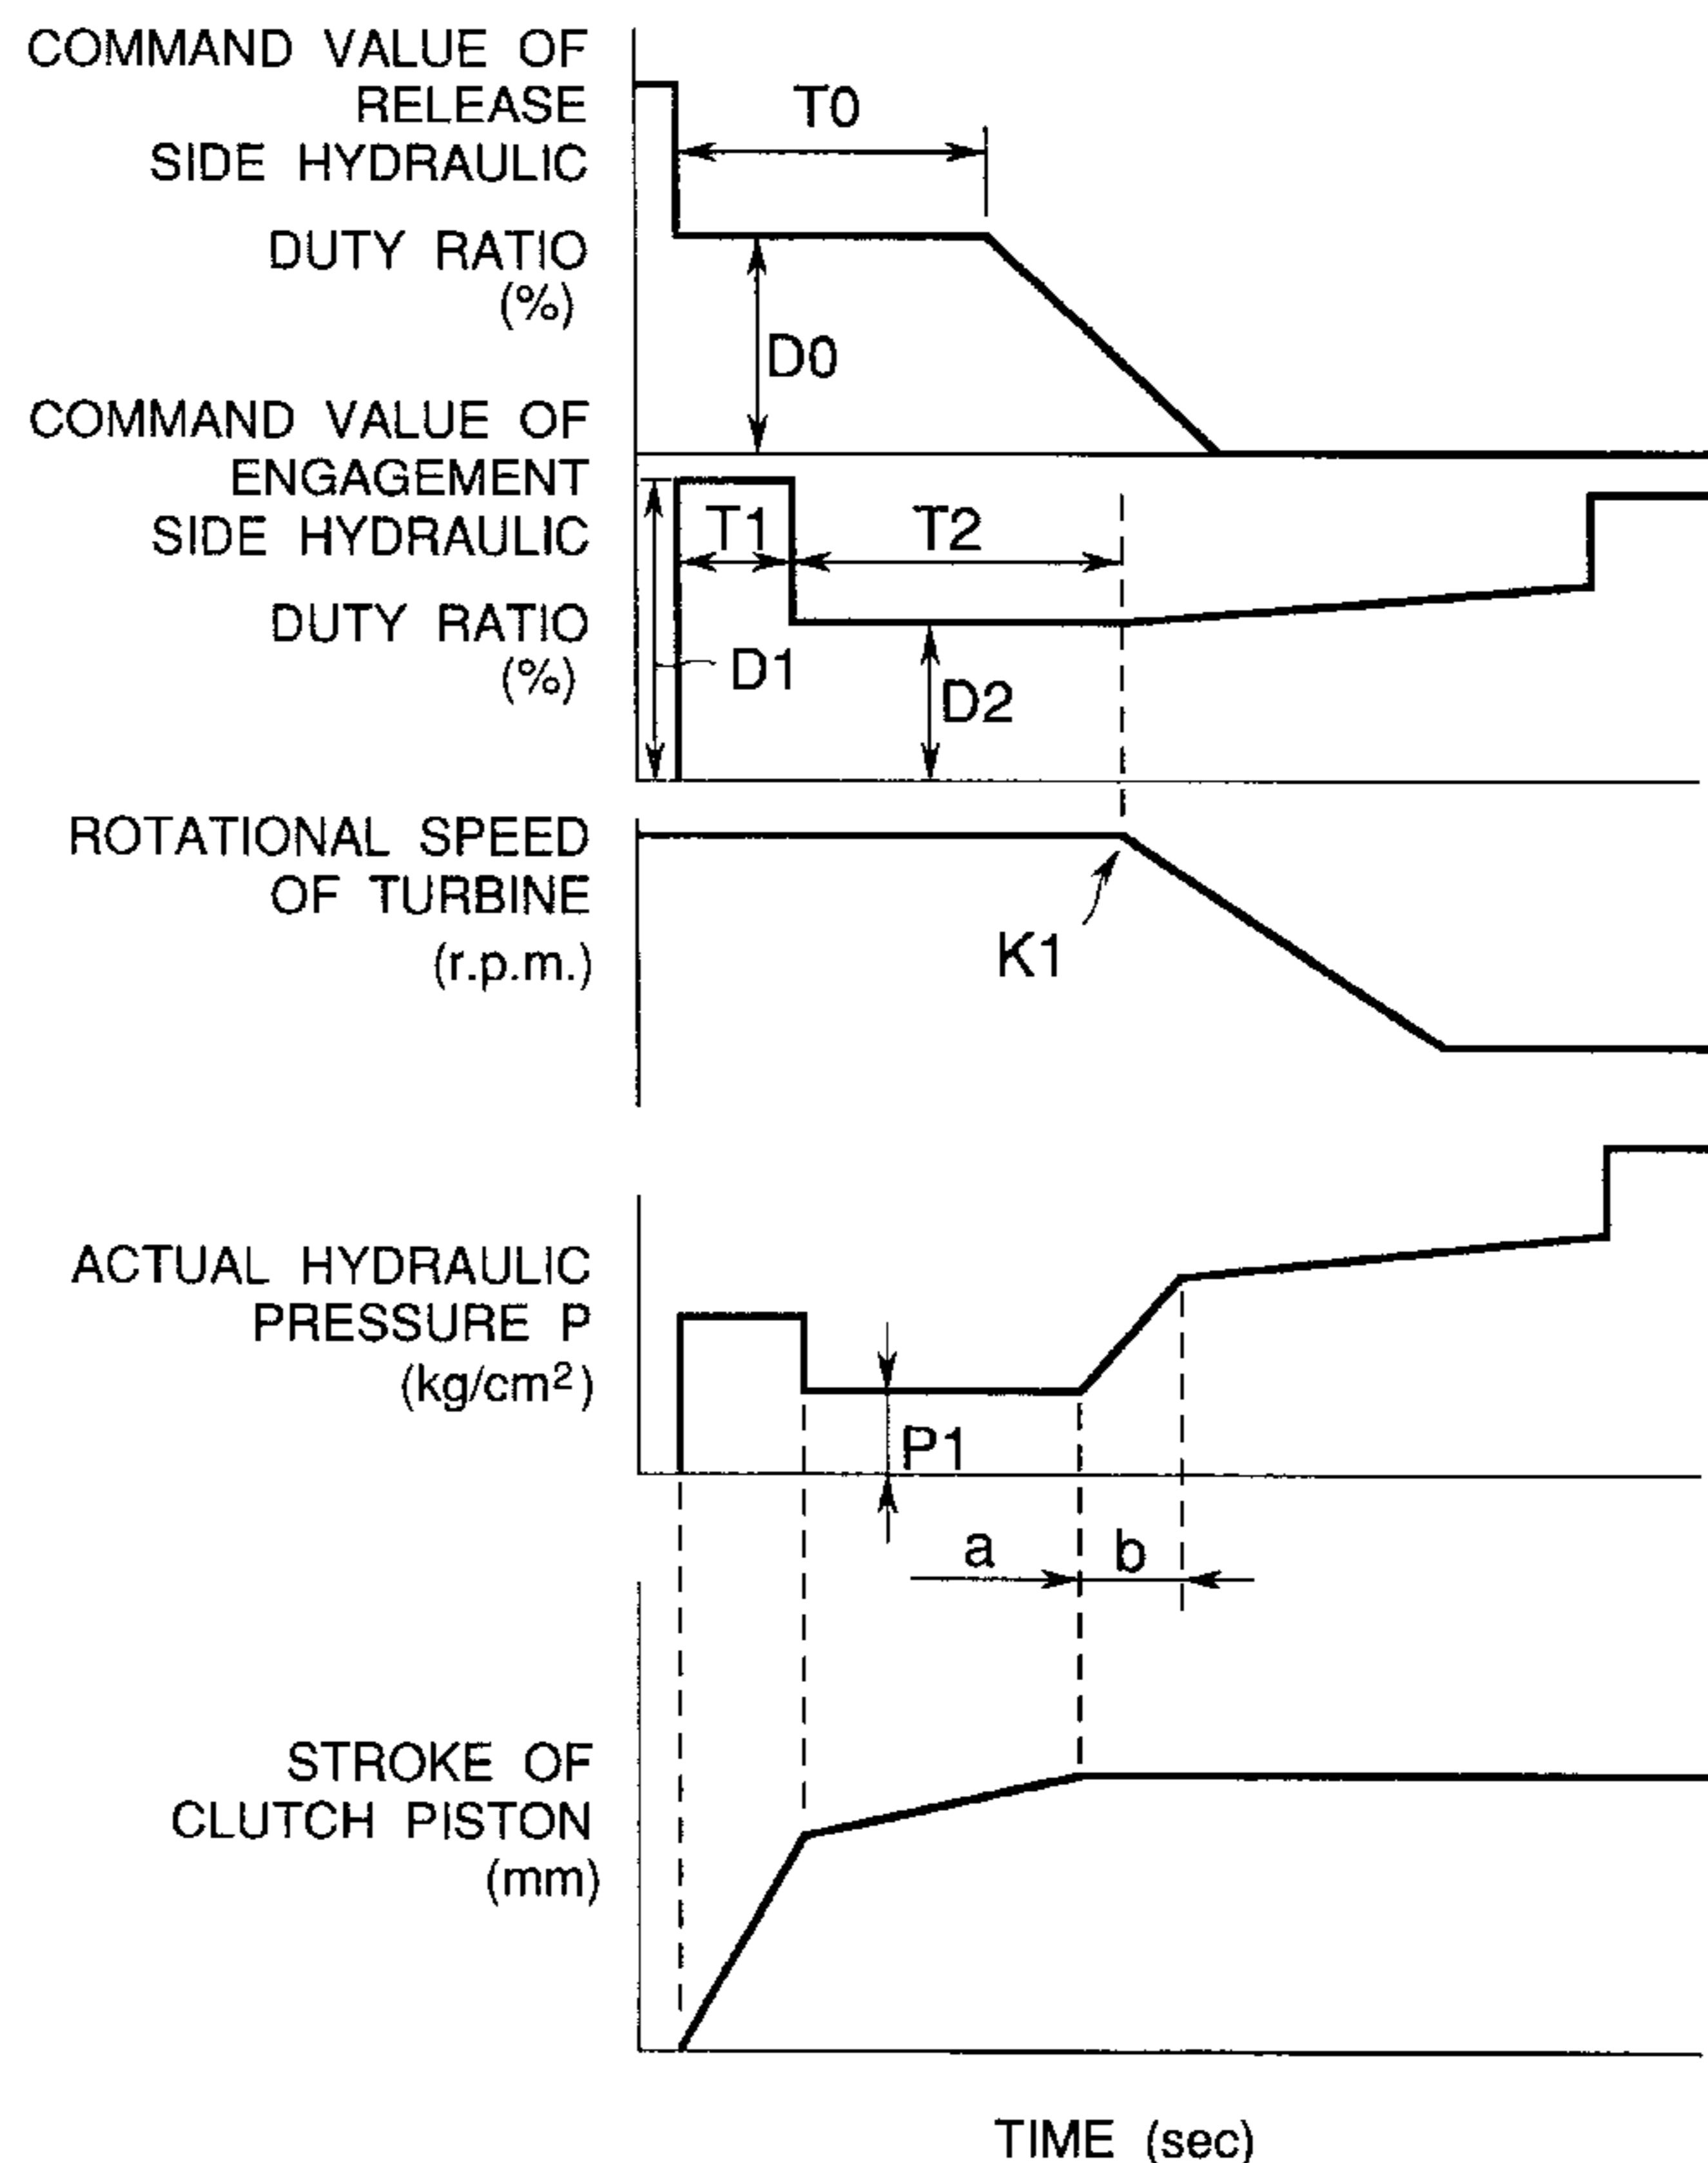 COMMAND VALUE OF
RELEASE
SIDE HYDRAULIC
DUTY RATIO
(%)
T0
D0
COMMAND VALUE OF
ENGAGEMENT
SIDE HYDRAULIC
DUTY RATIO
(%)
T1
T2
D1
D2
ROTATIONAL SPEED
OF TURBINE
(r.p.m.)
K1
ACTUAL HYDRAULIC
PRESSURE P
(kg/cm²)
P1
a
b
STROKE OF
CLUTCH PISTON
(mm)
TIME (sec)